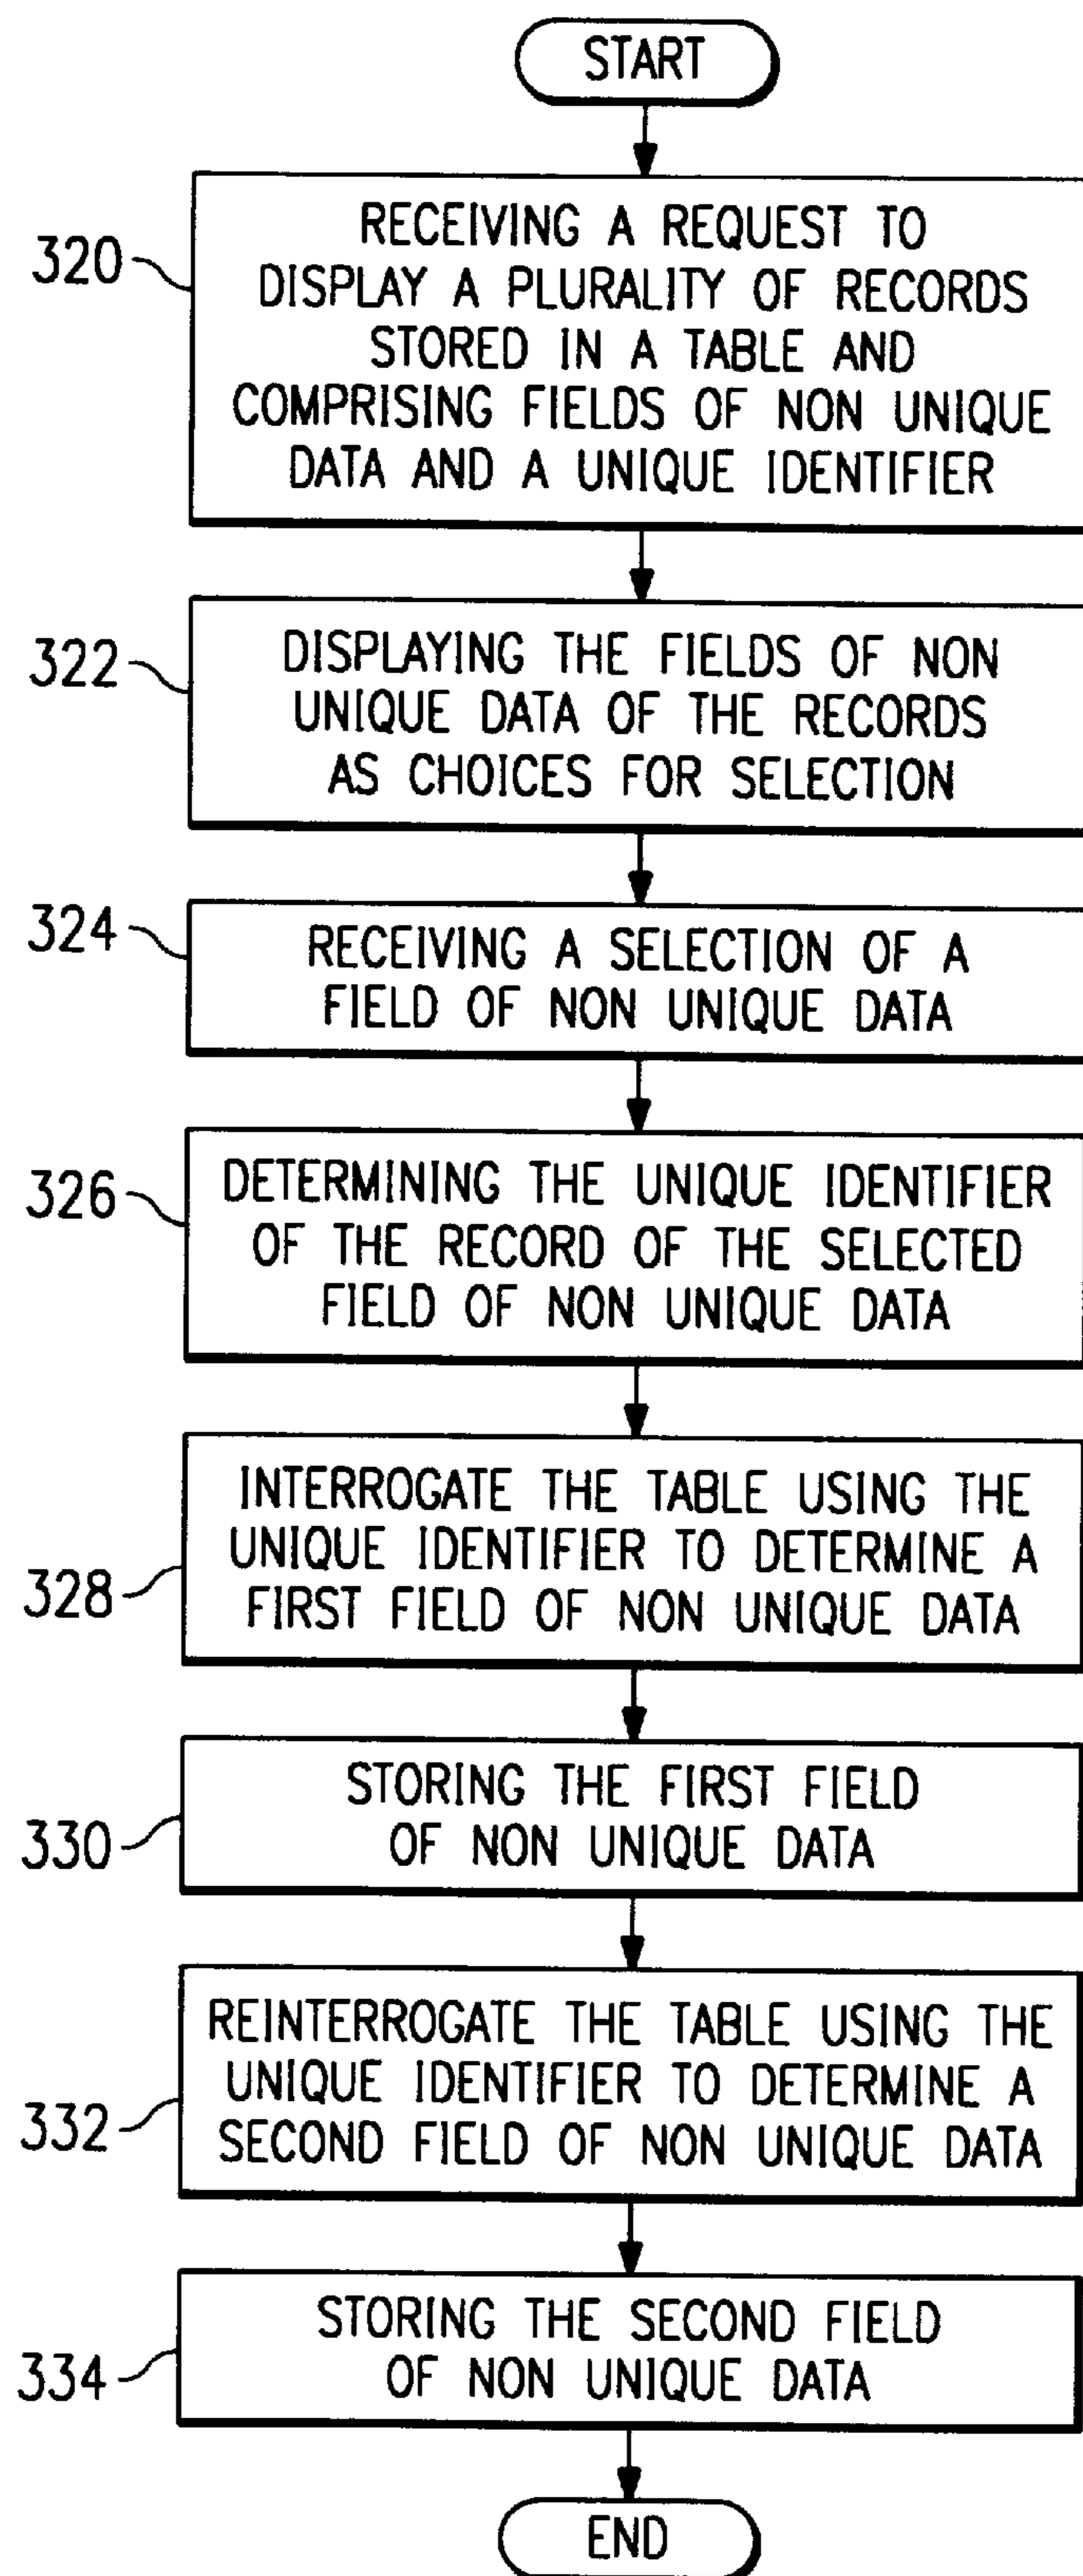 START
320
RECEIVING A REQUEST TO
DISPLAY A PLURALITY OF RECORDS
STORED IN A TABLE AND
COMPRISING FIELDS OF NON UNIQUE
DATA AND A UNIQUE IDENTIFIER
322
DISPLAYING THE FIELDS OF NON
UNIQUE DATA OF THE RECORDS
AS CHOICES FOR SELECTION
324
RECEIVING A SELECTION OF A
FIELD OF NON UNIQUE DATA
326
DETERMINING THE UNIQUE IDENTIFIER
OF THE RECORD OF THE SELECTED
FIELD OF NON UNIQUE DATA
328
INTERROGATE THE TABLE USING THE
UNIQUE IDENTIFIER TO DETERMINE A
FIRST FIELD OF NON UNIQUE DATA
330
STORING THE FIRST FIELD
OF NON UNIQUE DATA
332
REINTERROGATE THE TABLE USING THE
UNIQUE IDENTIFIER TO DETERMINE A
SECOND FIELD OF NON UNIQUE DATA
334
STORING THE SECOND FIELD
OF NON UNIQUE DATA
END